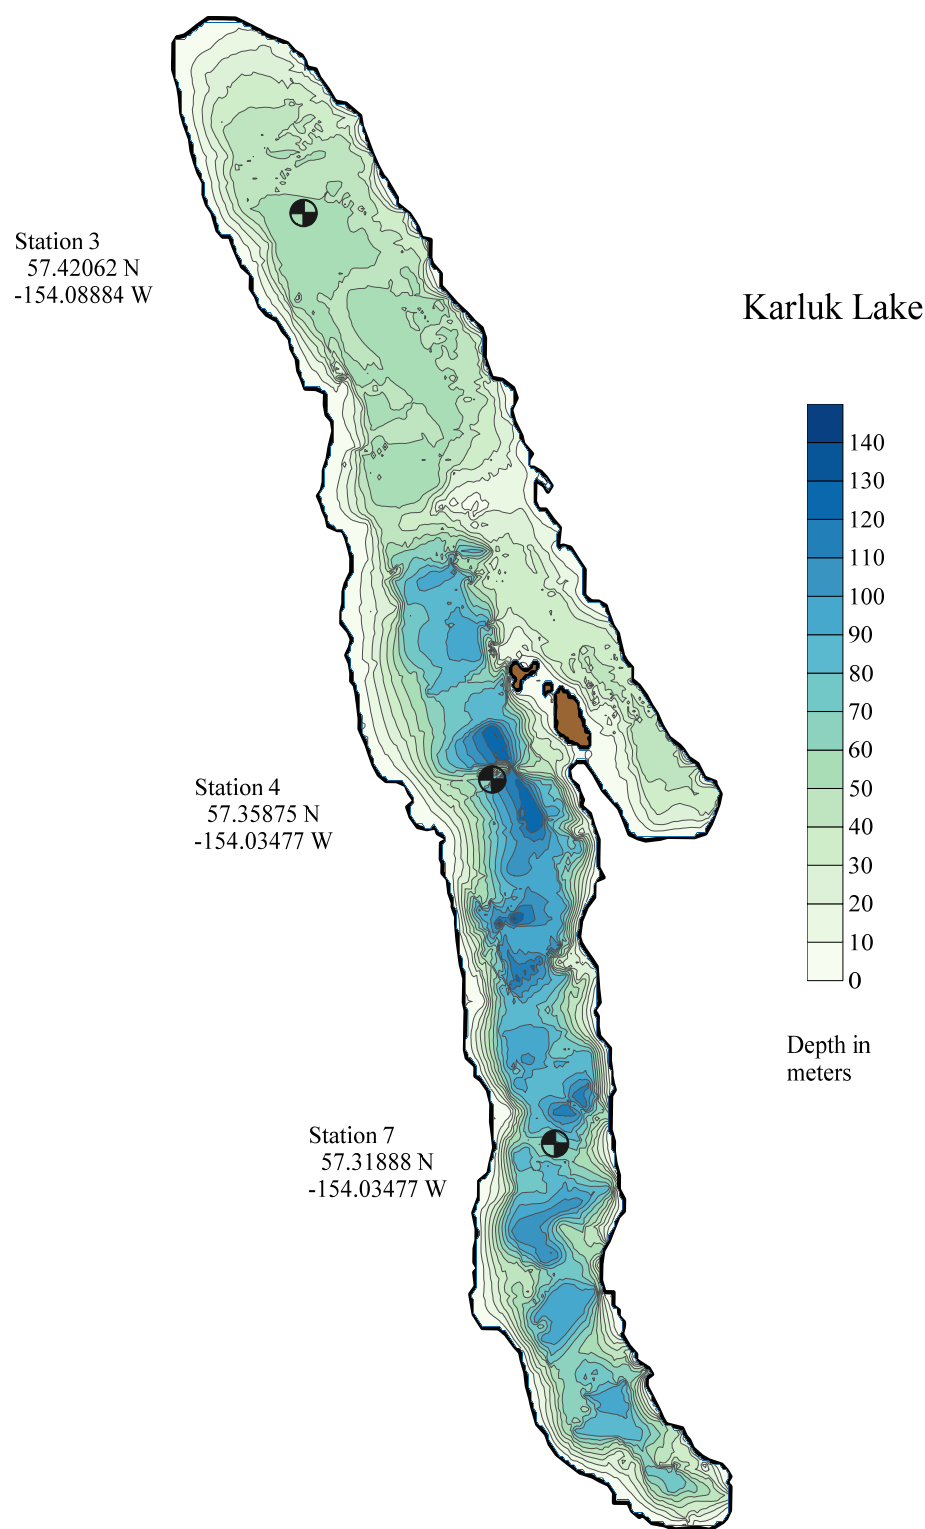 Station 3
57.42062 N
-154.08884 W
Karluk Lake
140
130
120
110
100
90
80
70
60
50
40
30
20
10
0
Depth in
meters
Station 4
57.35875 N
-154.03477 W
Station 7
57.31888 N
-154.03477 W